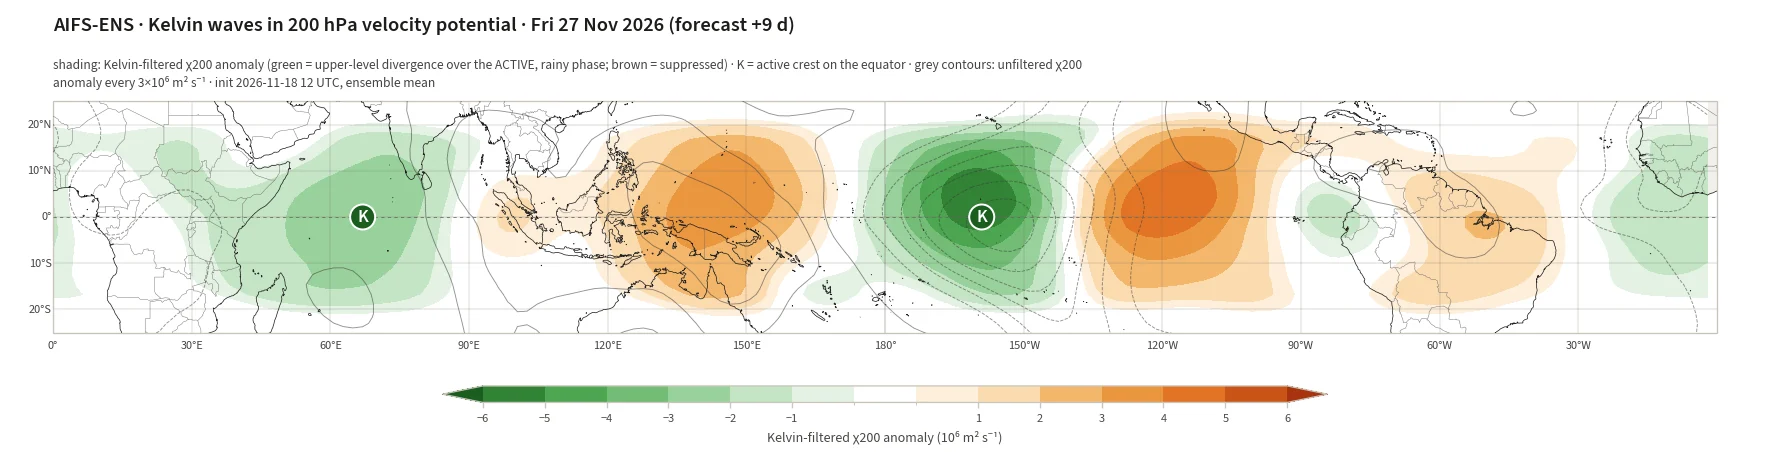 AIFS-ENS · Kelvin waves in 200 hPa velocity potential · Fri 27 Nov 2026 (forecast +9 d)
shading: Kelvin-filtered χ200 anomaly (green = upper-level divergence over the ACTIVE, rainy phase; brown = suppressed) · K = active crest on the equator · grey contours: unfiltered χ200
anomaly every 3×10⁶ m² s⁻¹ · init 2026-11-18 12 UTC, ensemble mean
20°N
10°N
0°
10°S
20°S
K K
0° 30°E 60°E 90°E 120°E 150°E 180° 150°W 120°W 90°W 60°W 30°W
−6 −5 −4 −3 −2 −1 1 2 3 4 5 6
Kelvin-filtered χ200 anomaly (10⁶ m² s⁻¹)